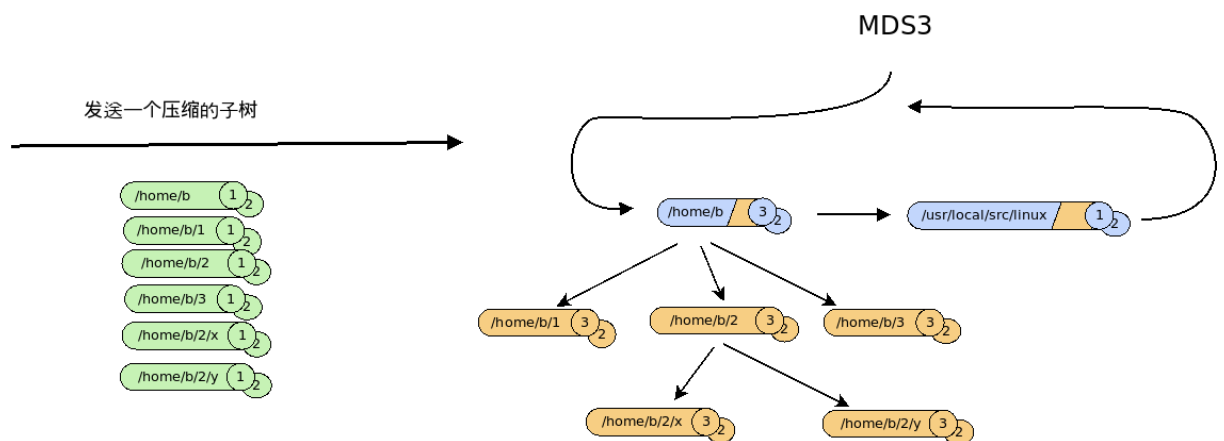 MDS3
发送一个压缩的子树
/home/b 1 2
/home/b/1 1 2
/home/b/2 1 2
/home/b/3 1 2
/home/b/2/x 1 2
/home/b/2/y 1 2
/home/b 3 2
/usr/local/src/linux 1 2
/home/b/1 3 2
/home/b/2 3 2
/home/b/3 3 2
/home/b/2/x 3 2
/home/b/2/y 3 2